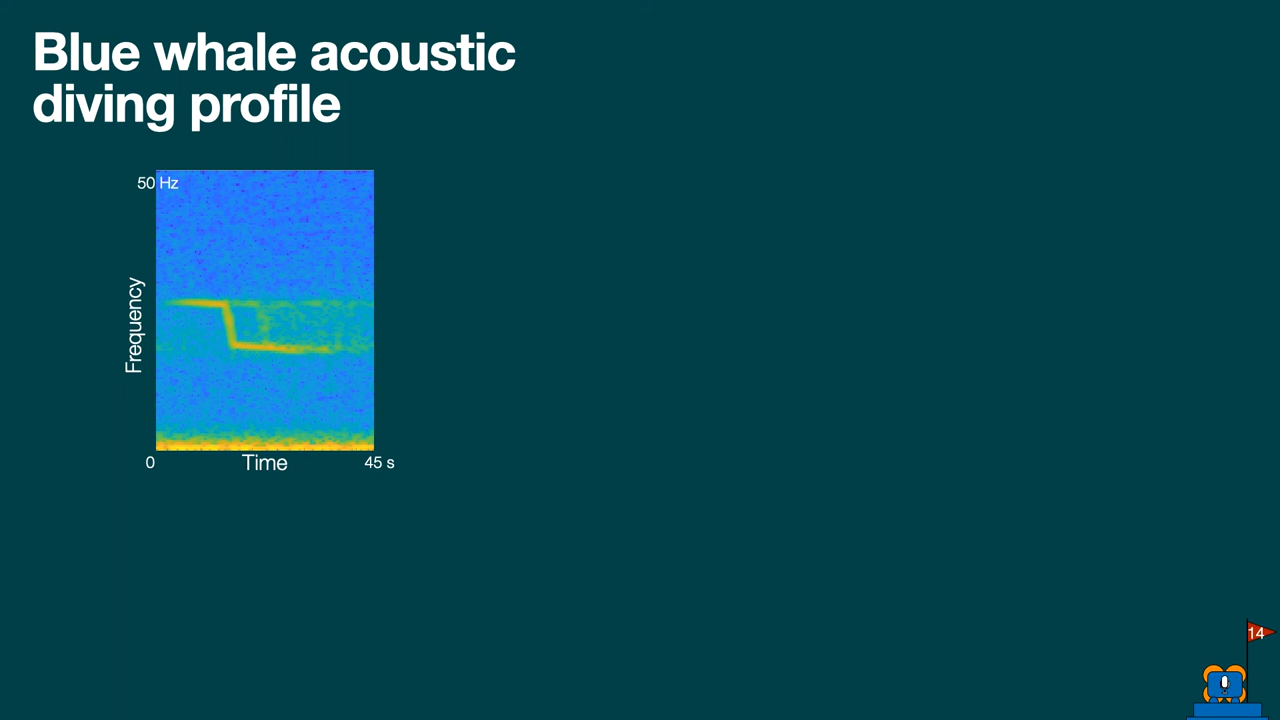 Blue whale acoustic
diving profile
50 Hz
Frequency
0
Time
45 s
14